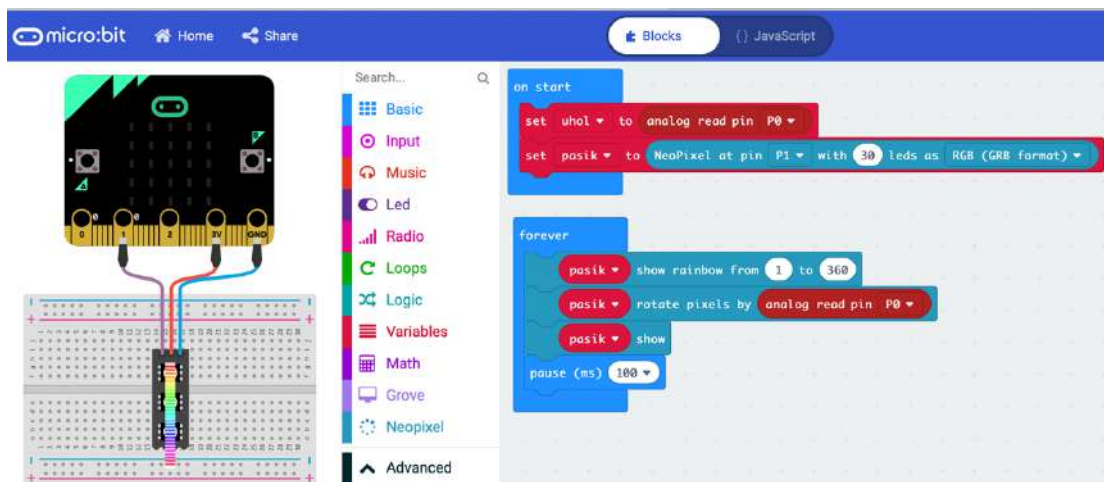 micro:bit Home Share Blocks {} JavaScript
Search...
Basic
Input
Music
Led
Radio
Loops
Logic
Variables
Math
Grove
Neopixel
Advanced
on start
set uhol to analog read pin P0
set pasik to NeoPixel at pin P1 with 30 leds as RGB (GRB format)
forever
pasik show rainbow from 1 to 360
pasik rotate pixels by analog read pin P0
pasik show
pause (ms) 100
B
A
0 0
0 1 2 3V GND